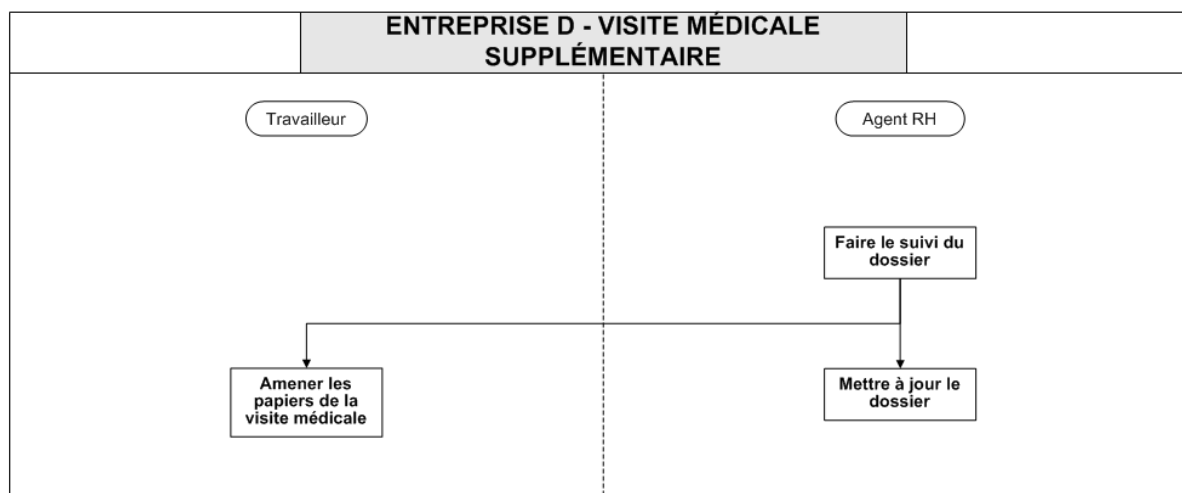 ENTREPRISE D - VISITE MÉDICALE
SUPPLÉMENTAIRE
Travailleur
Agent RH
Faire le suivi du
dossier
Amener les
papiers de la
visite médicale
Mettre à jour le
dossier